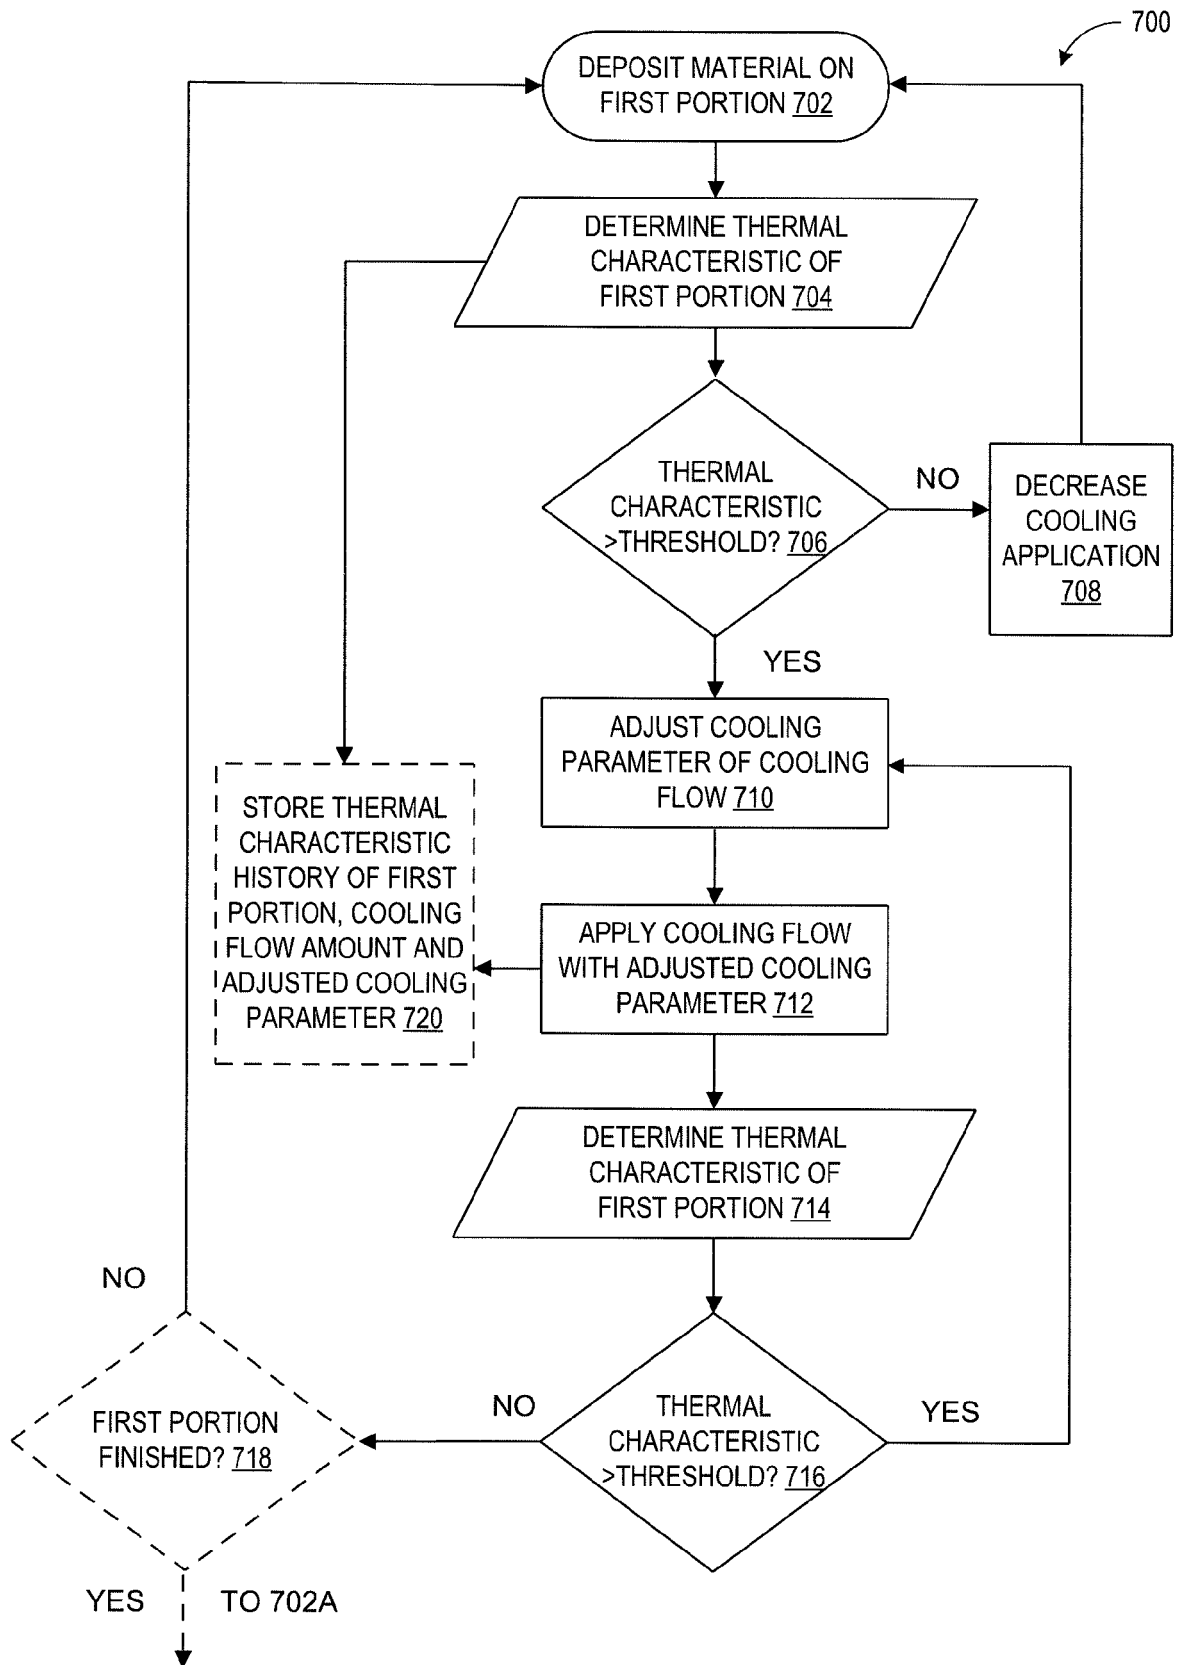 700
DEPOSIT MATERIAL ON
FIRST PORTION 702
DETERMINE THERMAL
CHARACTERISTIC OF
FIRST PORTION 704
THERMAL
CHARACTERISTIC
>THRESHOLD? 706
NO
DECREASE
COOLING
APPLICATION
708
YES
ADJUST COOLING
PARAMETER OF COOLING
FLOW 710
STORE THERMAL
CHARACTERISTIC
HISTORY OF FIRST
PORTION, COOLING
FLOW AMOUNT AND
ADJUSTED COOLING
PARAMETER 720
APPLY COOLING FLOW
WITH ADJUSTED COOLING
PARAMETER 712
DETERMINE THERMAL
CHARACTERISTIC OF
FIRST PORTION 714
THERMAL
CHARACTERISTIC
>THRESHOLD? 716
YES
NO
FIRST PORTION
FINISHED? 718
NO
YES
TO 702A